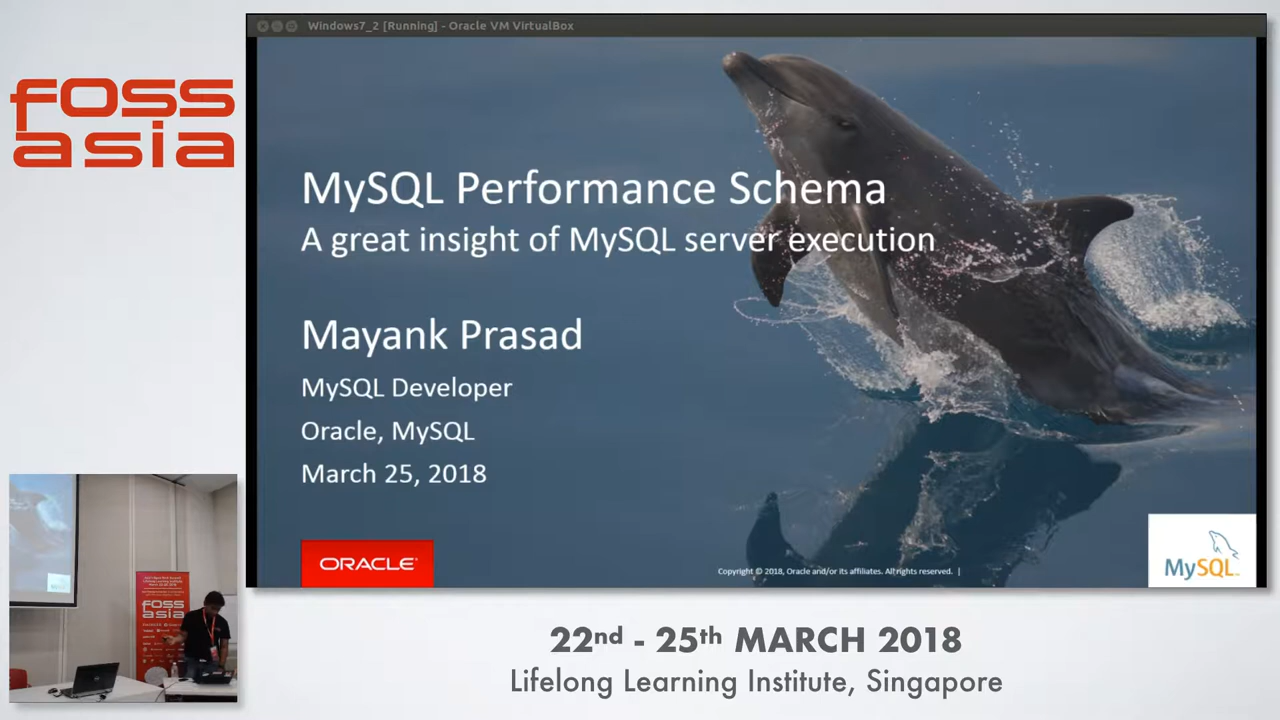 Windows7_2 [Running] - Oracle VM VirtualBox
foss
asia
MySQL Performance Schema
A great insight of MySQL server execution
Mayank Prasad
MySQL Developer
Oracle, MySQL
March 25, 2018
ORACLE
Copyright © 2018, Oracle and/or its affiliates. All rights reserved. |
MySQL
foss
asia
22nd - 25th MARCH 2018
Lifelong Learning Institute, Singapore